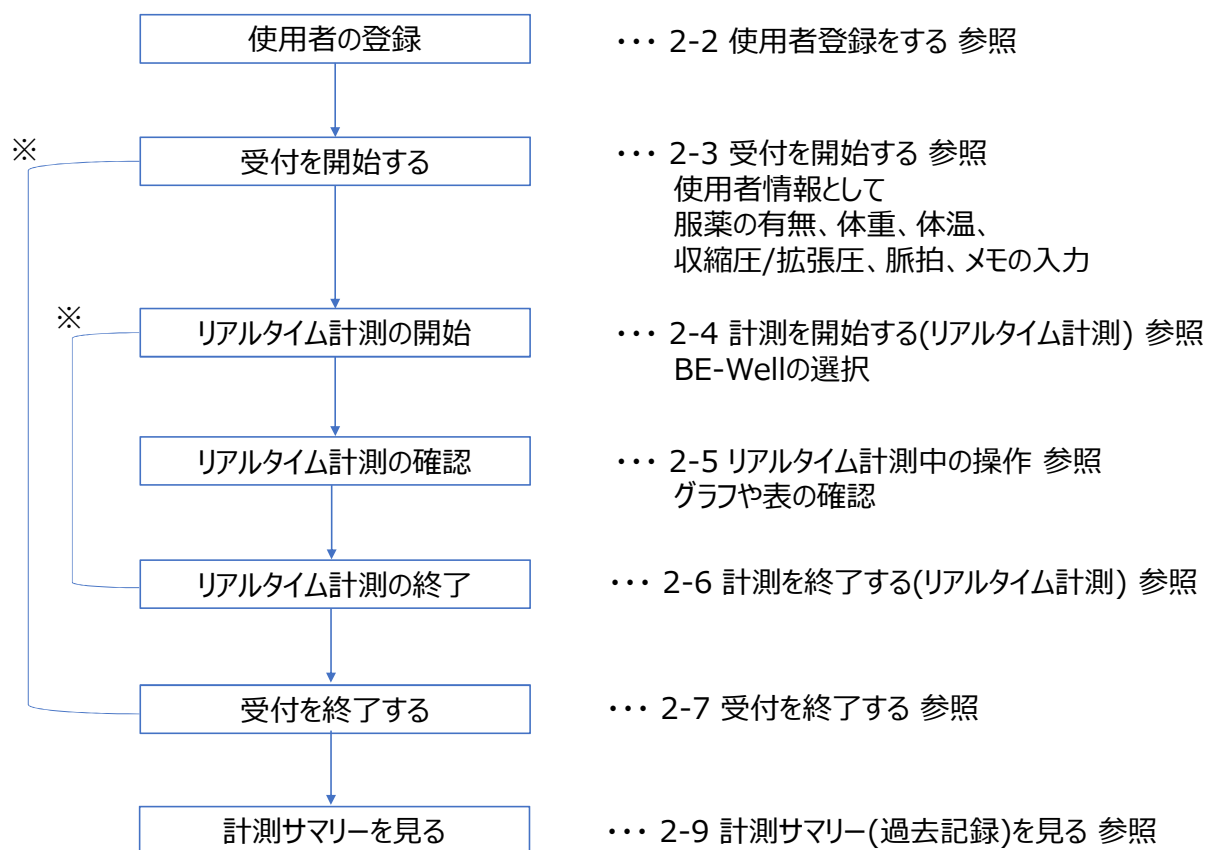 使用者の登録 ・・・ 2-2 使用者登録をする 参照
※
受付を開始する ・・・ 2-3 受付を開始する 参照
使用者情報として
服薬の有無、体重、体温、
収縮圧/拡張圧、脈拍、メモの入力
※
リアルタイム計測の開始 ・・・ 2-4 計測を開始する(リアルタイム計測) 参照
BE-Wellの選択
リアルタイム計測の確認 ・・・ 2-5 リアルタイム計測中の操作 参照
グラフや表の確認
リアルタイム計測の終了 ・・・ 2-6 計測を終了する(リアルタイム計測) 参照
受付を終了する ・・・ 2-7 受付を終了する 参照
計測サマリーを見る ・・・ 2-9 計測サマリー(過去記録)を見る 参照